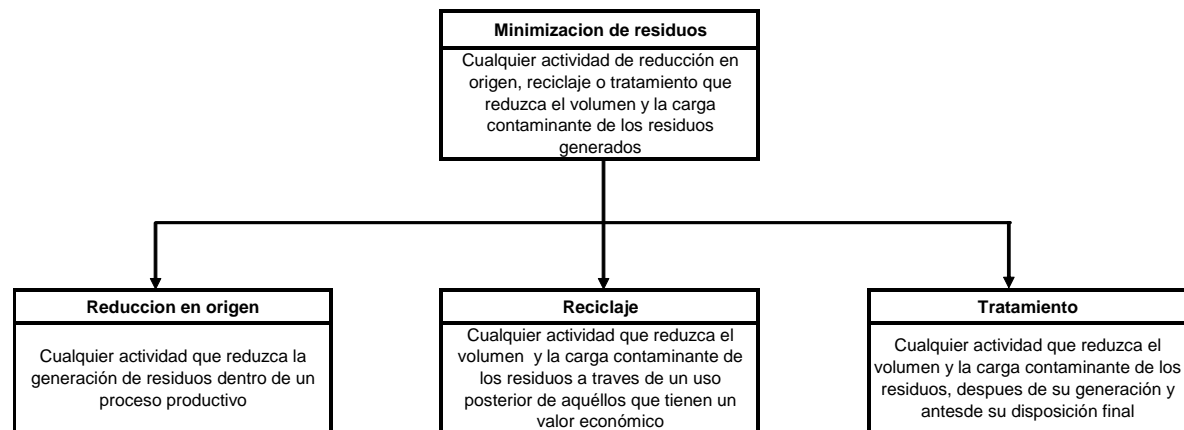 Minimizacion de residuos
Cualquier actividad de reducción en
origen, reciclaje o tratamiento que
reduzca el volumen y la carga
contaminante de los residuos
generados
Reduccion en origen
Cualquier actividad que reduzca la
generación de residuos dentro de un
proceso productivo
Reciclaje
Cualquier actividad que reduzca el
volumen  y la carga contaminante de
los residuos a traves de un uso
posterior de aquéllos que tienen un
valor económico
Tratamiento
Cualquier actividad que reduzca el
volumen y la carga contaminante de los
residuos, despues de su generación y
antesde su disposición final